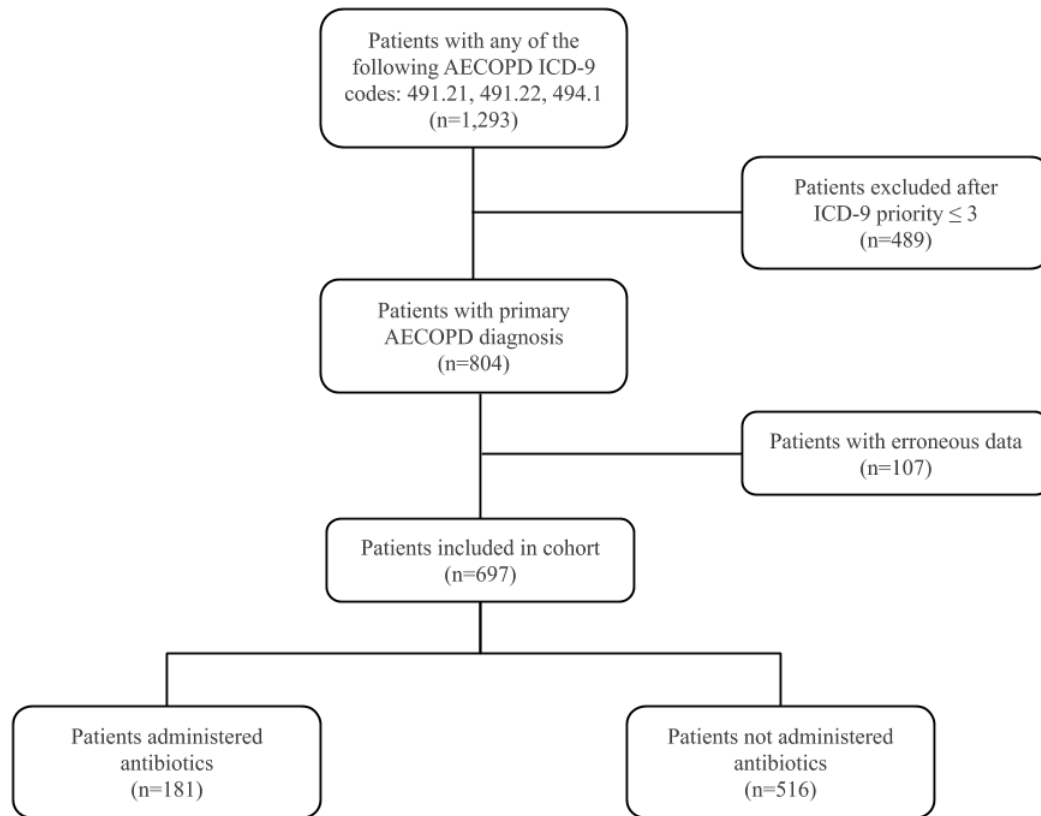 Patients with any of the
following AECOPD ICD-9
codes: 491.21, 491.22, 494.1
(n=1,293)
Patients excluded after
ICD-9 priority ≤ 3
(n=489)
Patients with primary
AECOPD diagnosis
(n=804)
Patients with erroneous data
(n=107)
Patients included in cohort
(n=697)
Patients administered
antibiotics
(n=181)
Patients not administered
antibiotics
(n=516)